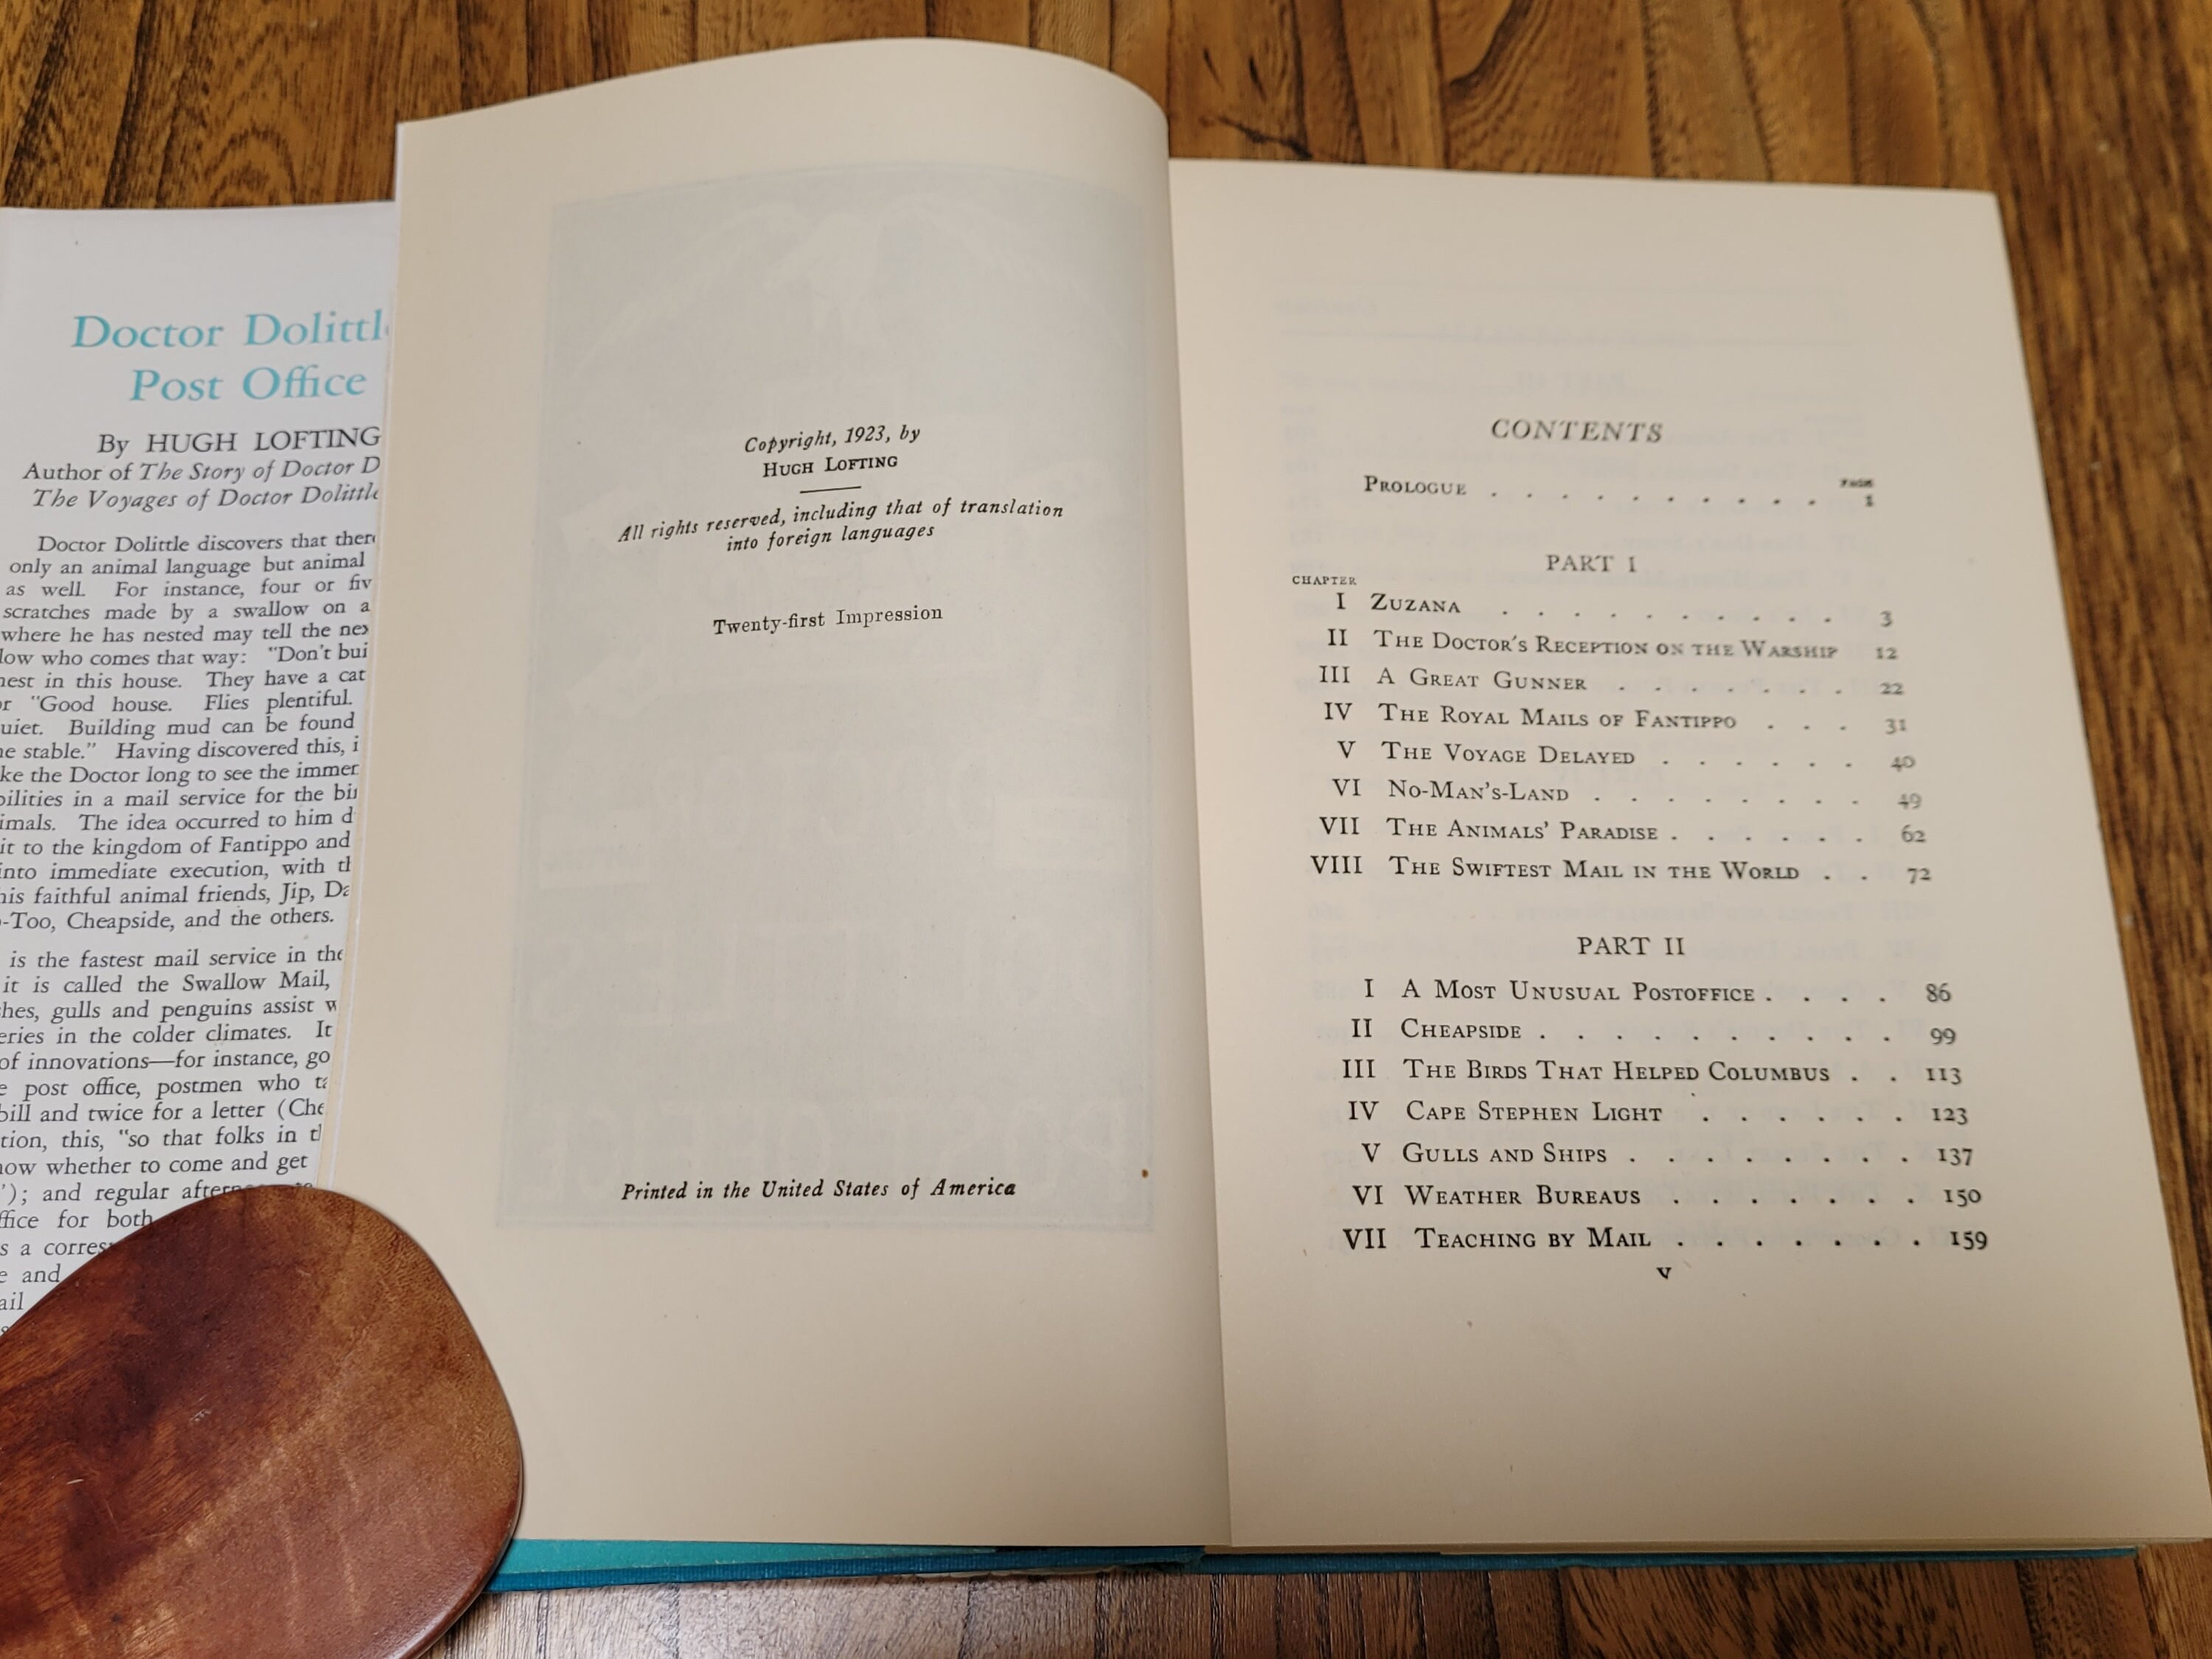 Doctor Dolittle
Post Office
By HUGH LOFTING
Author of The Story of Doctor D
The Voyages of Doctor Dolittle
Doctor Dolittle discovers that there
only an animal language but animal
as well. For instance, four or fiv
scratches made by a swallow on a
where he has nested may tell the nex
low who comes that way: "Don't bui
nest in this house. They have a cat
or "Good house. Flies plentiful.
uiet. Building mud can be found
he stable." Having discovered this, i
ke the Doctor long to see the immen
bilities in a mail service for the bir
imals. The idea occurred to him d
it to the kingdom of Fantippo and
into immediate execution, with th
his faithful animal friends, Jip, Da
-Too, Cheapside, and the others.
is the fastest mail service in the
it is called the Swallow Mail,
hes, gulls and penguins assist w
eries in the colder climates. It
of innovations—for instance, go
e post office, postmen who ta
bill and twice for a letter (Che
tion, this, "so that folks in th
now whether to come and get
"); and regular afternoon
ffice for both
s a corres
e and
ail
Copyright, 1923, by
HUGH LOFTING
All rights reserved, including that of translation
into foreign languages
Twenty-first Impression
Printed in the United States of America
CONTENTS
PAGE
PROLOGUE . . . . . . . . . . 1
PART I
CHAPTER
I ZUZANA . . . . . . . . . . 3
II THE DOCTOR'S RECEPTION ON THE WARSHIP 12
III A GREAT GUNNER . . . . . . . 22
IV THE ROYAL MAILS OF FANTIPPO . . . 31
V THE VOYAGE DELAYED . . . . . . 40
VI NO-MAN'S-LAND . . . . . . . . 49
VII THE ANIMALS' PARADISE . . . . . . 62
VIII THE SWIFTEST MAIL IN THE WORLD . . 72
PART II
I A MOST UNUSUAL POSTOFFICE . . . . 86
II CHEAPSIDE . . . . . . . . . . 99
III THE BIRDS THAT HELPED COLUMBUS . . 113
IV CAPE STEPHEN LIGHT . . . . . . 123
V GULLS AND SHIPS . . . . . . . . 137
VI WEATHER BUREAUS . . . . . . . 150
VII TEACHING BY MAIL . . . . . . . 159
v